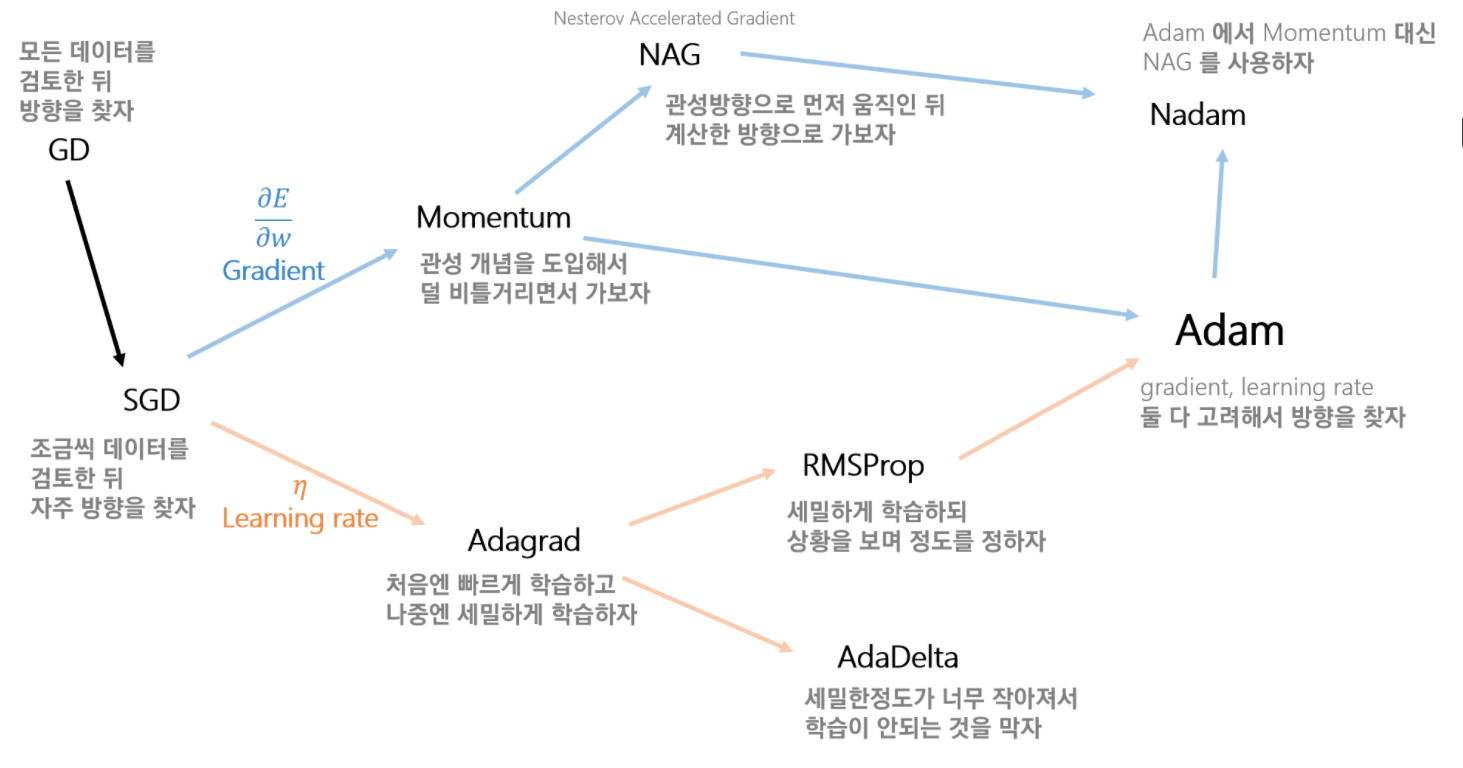 모든 데이터를
검토한 뒤
방향을 찾자
GD
∂E
∂w
Gradient
SGD
조금씩 데이터를
검토한 뒤
자주 방향을 찾자
η
Learning rate
Momentum
관성 개념을 도입해서
덜 비틀거리면서 가보자
Nesterov Accelerated Gradient
NAG
관성방향으로 먼저 움직인 뒤
계산한 방향으로 가보자
Adagrad
처음엔 빠르게 학습하고
나중엔 세밀하게 학습하자
RMSProp
세밀하게 학습하되
상황을 보며 정도를 정하자
AdaDelta
세밀한정도가 너무 작아져서
학습이 안되는 것을 막자
Adam 에서 Momentum 대신
NAG 를 사용하자
Nadam
Adam
gradient, learning rate
둘 다 고려해서 방향을 찾자